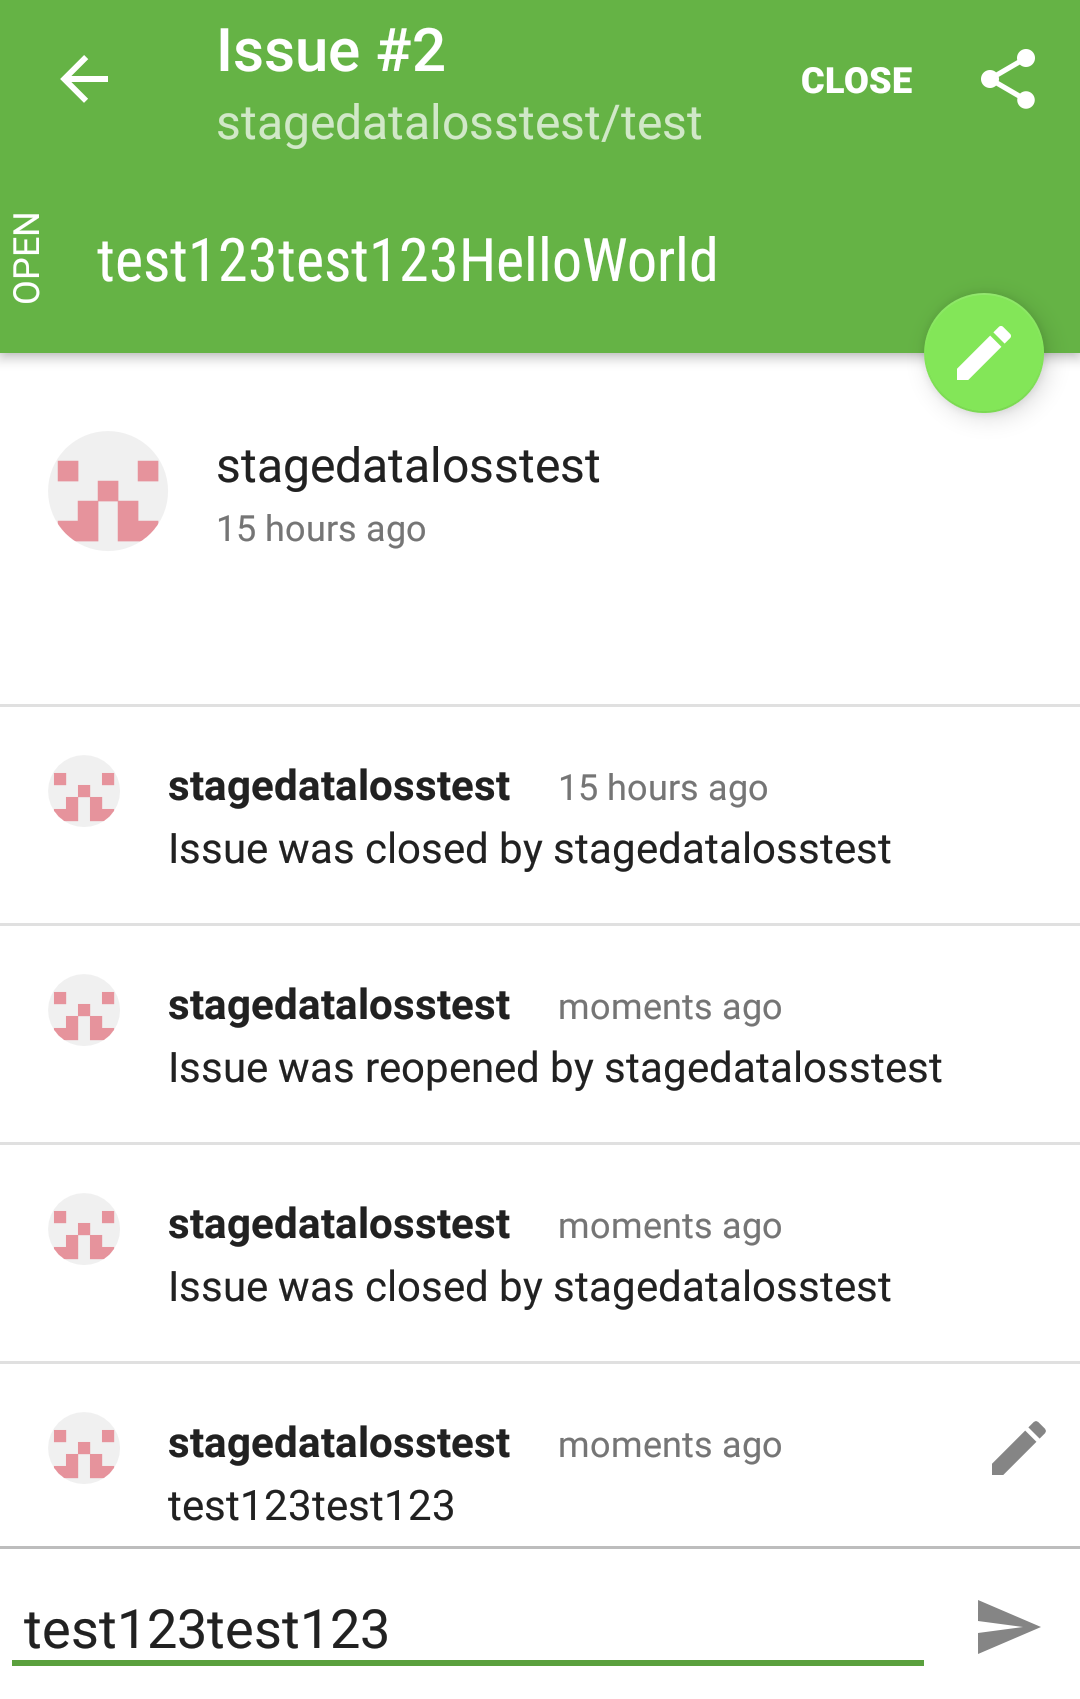 Issue #2
stagedatalosstest/test
CLOSE
OPEN
test123test123HelloWorld
stagedatalosstest
15 hours ago
stagedatalosstest 15 hours ago
Issue was closed by stagedatalosstest
stagedatalosstest moments ago
Issue was reopened by stagedatalosstest
stagedatalosstest moments ago
Issue was closed by stagedatalosstest
stagedatalosstest moments ago
test123test123
test123test123